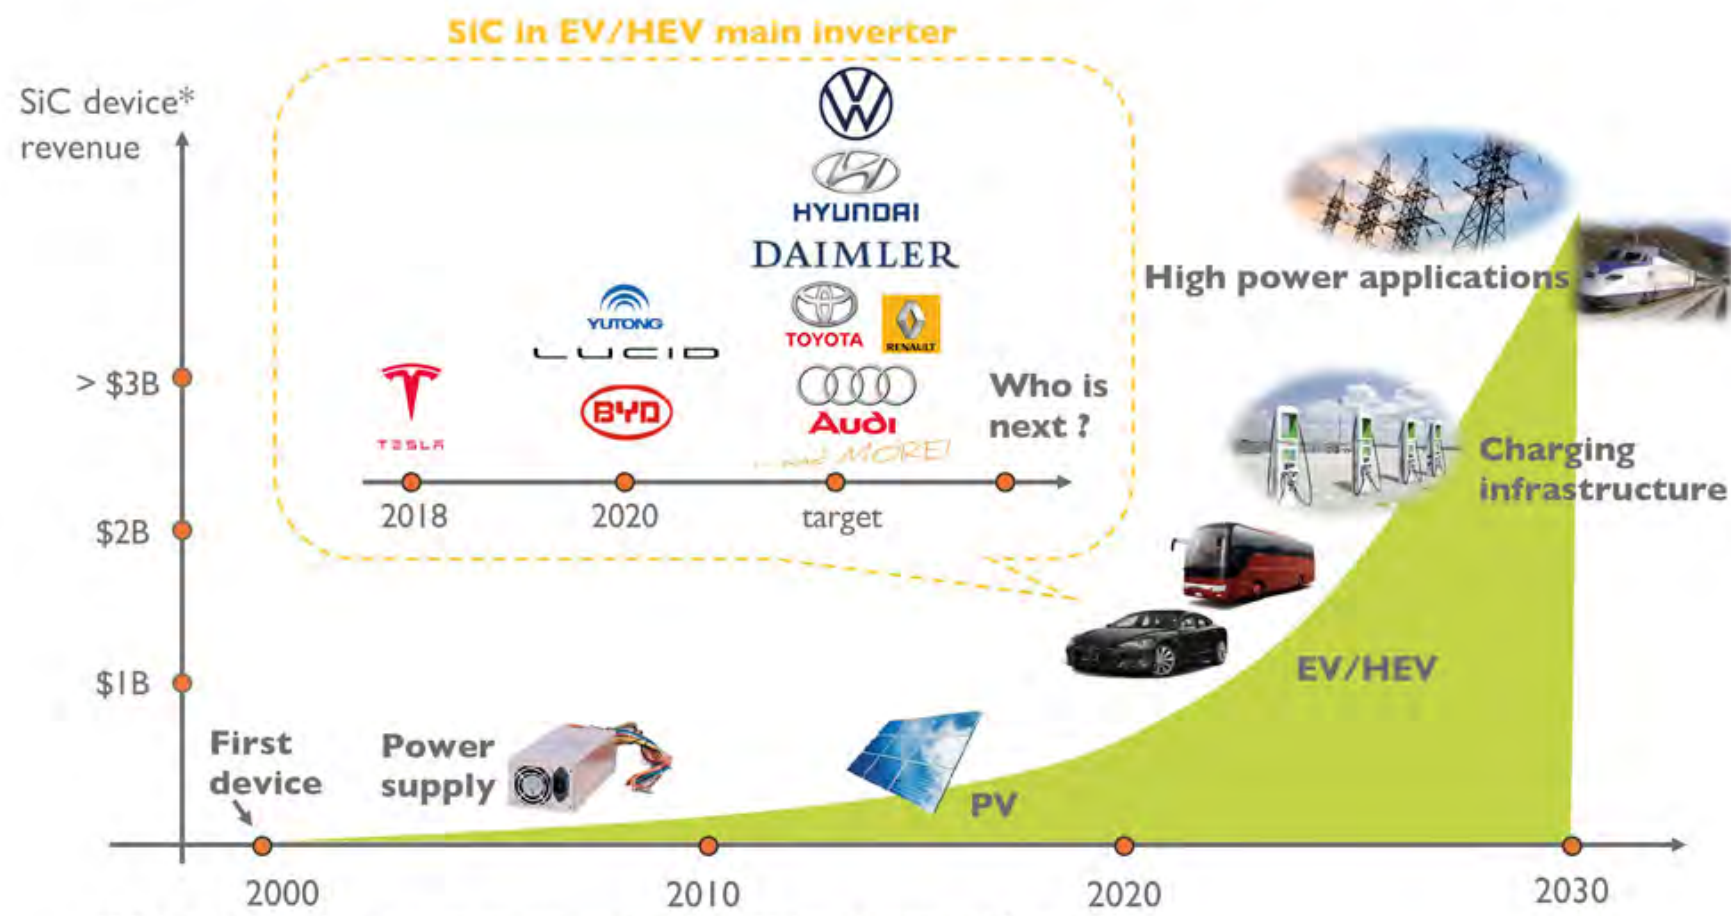 SiC in EV/HEV main inverter
SiC device*
revenue
> $3B
$2B
$1B
HYUNDAI
DAIMLER
YUTONG
LUCID
TOYOTA
RENAULT
TESLA
BYD
Audi
...and MORE!
Who is
next ?
2018
2020
target
High power applications
Charging
infrastructure
EV/HEV
First
device
Power
supply
PV
2000
2010
2020
2030